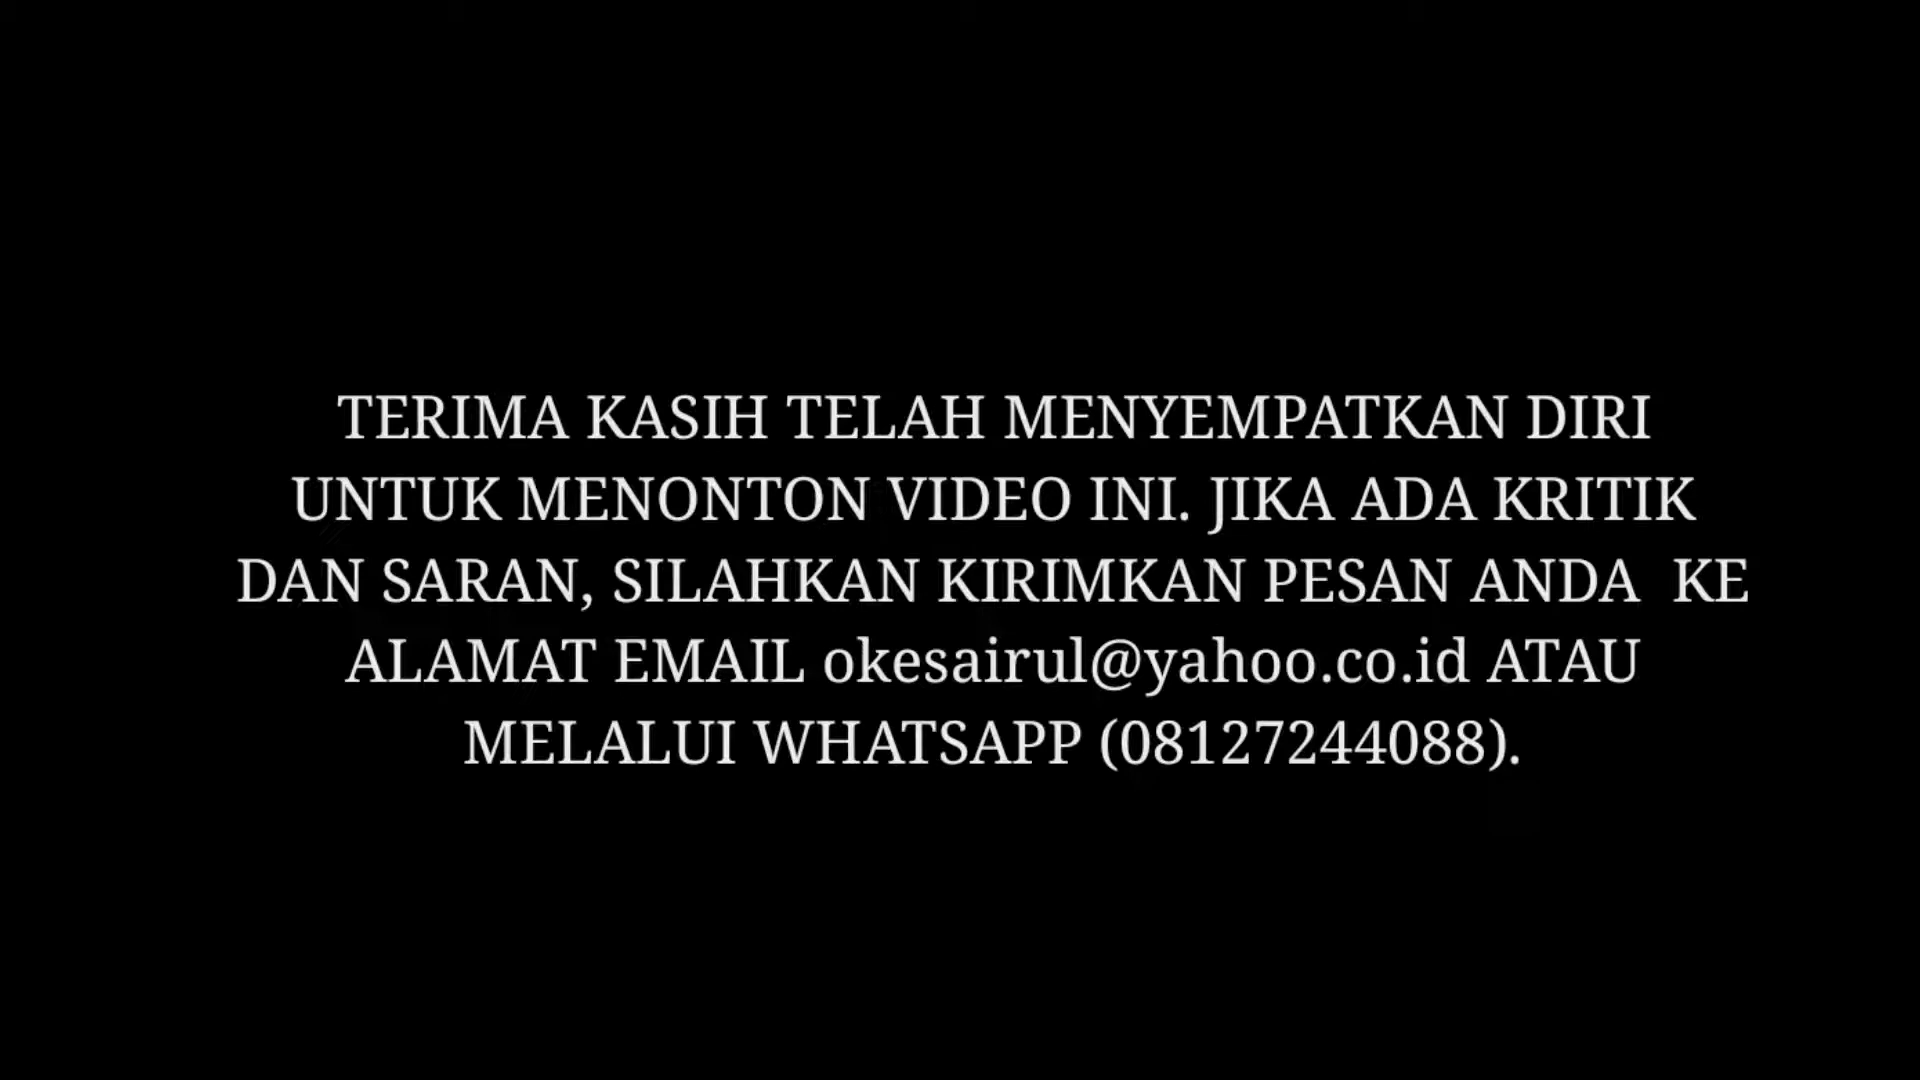 TERIMA KASIH TELAH MENYEMPATKAN DIRI
UNTUK MENONTON VIDEO INI. JIKA ADA KRITIK
DAN SARAN, SILAHKAN KIRIMKAN PESAN ANDA  KE
ALAMAT EMAIL okesairul@yahoo.co.id ATAU
MELALUI WHATSAPP (08127244088).